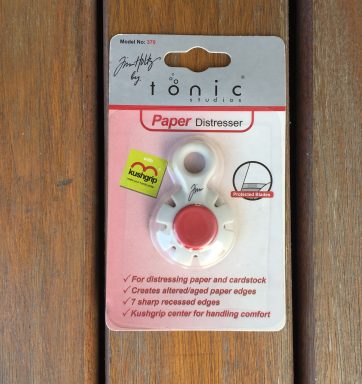 Model No: 370
Tim Holtz
by
tonic®
studios
Paper Distresser
with
kushgrip
Protected Blades
Tim
✓ For distressing paper and cardstock
✓ Creates altered/aged paper edges
✓ 7 sharp recessed edges
✓ Kushgrip center for handling comfort